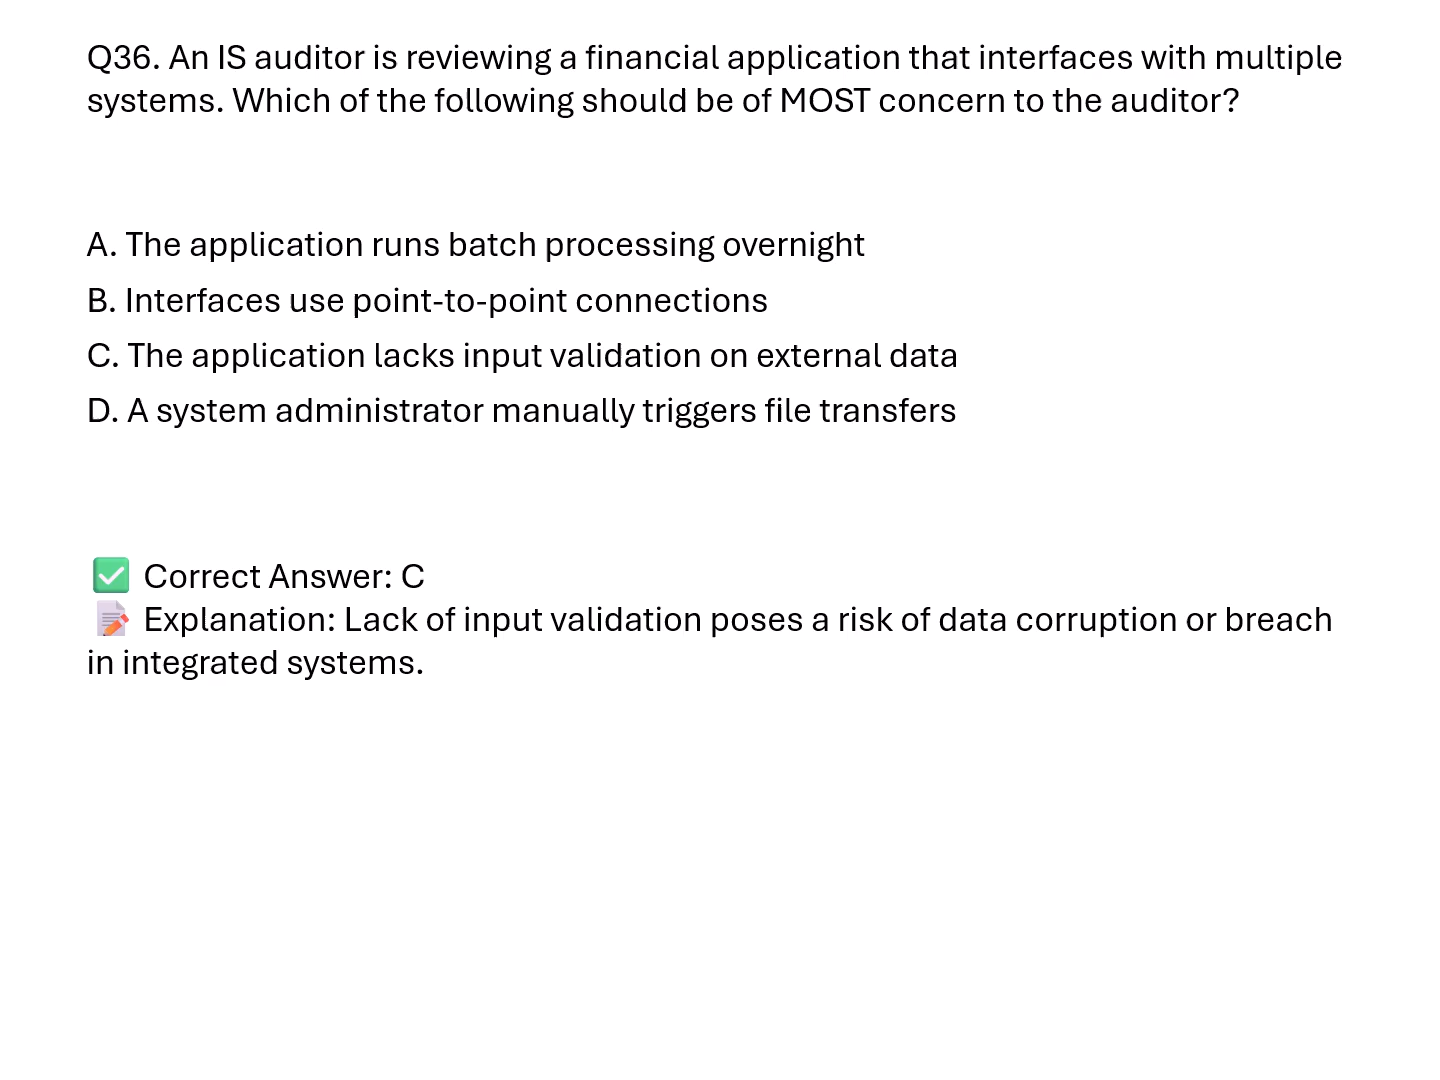 Q36. An IS auditor is reviewing a financial application that interfaces with multiple
systems. Which of the following should be of MOST concern to the auditor?
A. The application runs batch processing overnight
B. Interfaces use point-to-point connections
C. The application lacks input validation on external data
D. A system administrator manually triggers file transfers
✅ Correct Answer: C
📝 Explanation: Lack of input validation poses a risk of data corruption or breach
in integrated systems.